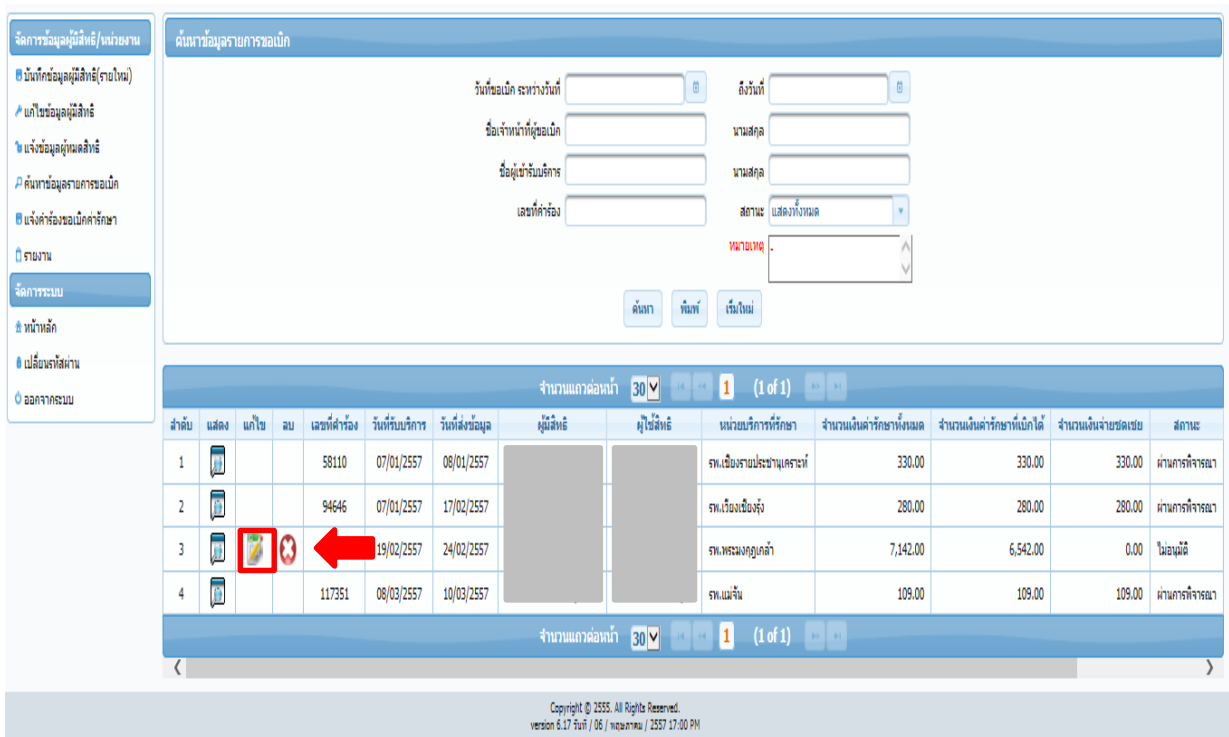 จัดการข้อมูลผู้มีสิทธิ/หน่วยงาน
บันทึกข้อมูลผู้มีสิทธิ(รายใหม่)
แก้ไขข้อมูลผู้มีสิทธิ
แจ้งข้อมูลผู้หมดสิทธิ
ค้นหาข้อมูลรายการขอเบิก
แจ้งคำร้องขอเบิกค่ารักษา
รายงาน
จัดการระบบ
หน้าหลัก
เปลี่ยนรหัสผ่าน
ออกจากระบบ
ค้นหาข้อมูลรายการขอเบิก
วันที่ขอเบิก ระหว่างวันที่ ถึงวันที่
ชื่อเจ้าหน้าที่ผู้ขอเบิก นามสกุล
ชื่อผู้เข้ารับบริการ นามสกุล
เลขที่คำร้อง สถานะ แสดงทั้งหมด
หมายเหตุ -
ค้นหา พิมพ์ เริ่มใหม่
จำนวนแถวต่อหน้า 30 1 (1 of 1)
ลำดับ แสดง แก้ไข ลบ เลขที่คำร้อง วันที่รับบริการ วันที่ส่งข้อมูล ผู้มีสิทธิ ผู้ใช้สิทธิ หน่วยบริการที่รักษา จำนวนเงินค่ารักษาทั้งหมด จำนวนเงินค่ารักษาที่เบิกได้ จำนวนเงินจ่ายชดเชย สถานะ
1 58110 07/01/2557 08/01/2557 รพ.เชียงรายประชานุเคราะห์ 330.00 330.00 330.00 ผ่านการพิจารณา
2 94646 07/01/2557 17/02/2557 รพ.เวียงเชียงรุ้ง 280.00 280.00 280.00 ผ่านการพิจารณา
3 19/02/2557 24/02/2557 รพ.พระมงกุฎเกล้า 7,142.00 6,542.00 0.00 ไม่อนุมัติ
4 117351 08/03/2557 10/03/2557 รพ.แม่จัน 109.00 109.00 109.00 ผ่านการพิจารณา
จำนวนแถวต่อหน้า 30 1 (1 of 1)
Copyright © 2555. All Rights Reserved.
version 6.17 วันที่ / 06 / พฤษภาคม / 2557 17:00 PM